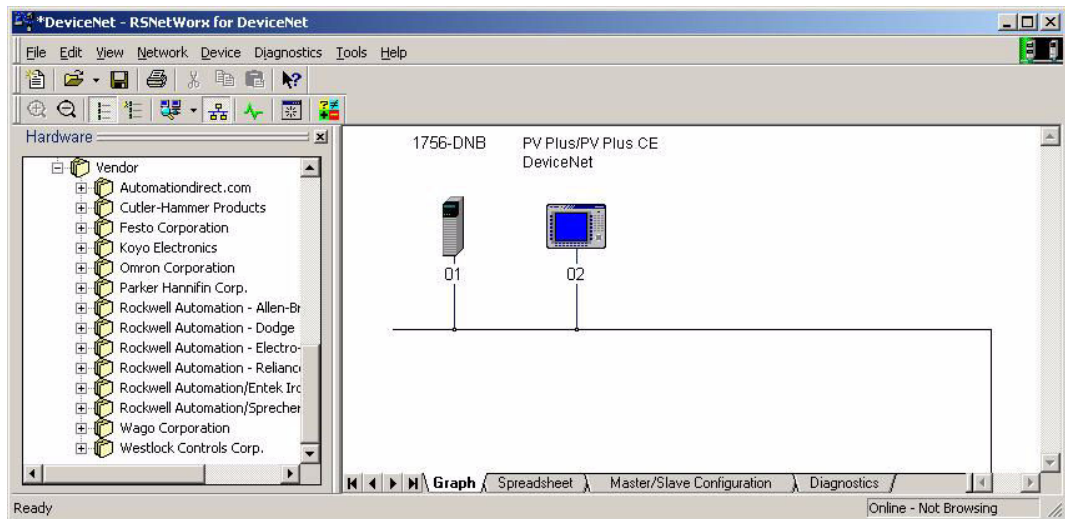 *DeviceNet - RSNetWorx for DeviceNet
File Edit View Network Device Diagnostics Tools Help
Hardware
Vendor
Automationdirect.com
Cutler-Hammer Products
Festo Corporation
Koyo Electronics
Omron Corporation
Parker Hannifin Corp.
Rockwell Automation - Allen-Br
Rockwell Automation - Dodge
Rockwell Automation - Electro-
Rockwell Automation - Reliance
Rockwell Automation/Entek Irc
Rockwell Automation/Sprecher
Wago Corporation
Westlock Controls Corp.
1756-DNB
PV Plus/PV Plus CE
DeviceNet
01
02
Graph Spreadsheet Master/Slave Configuration Diagnostics
Ready
Online - Not Browsing